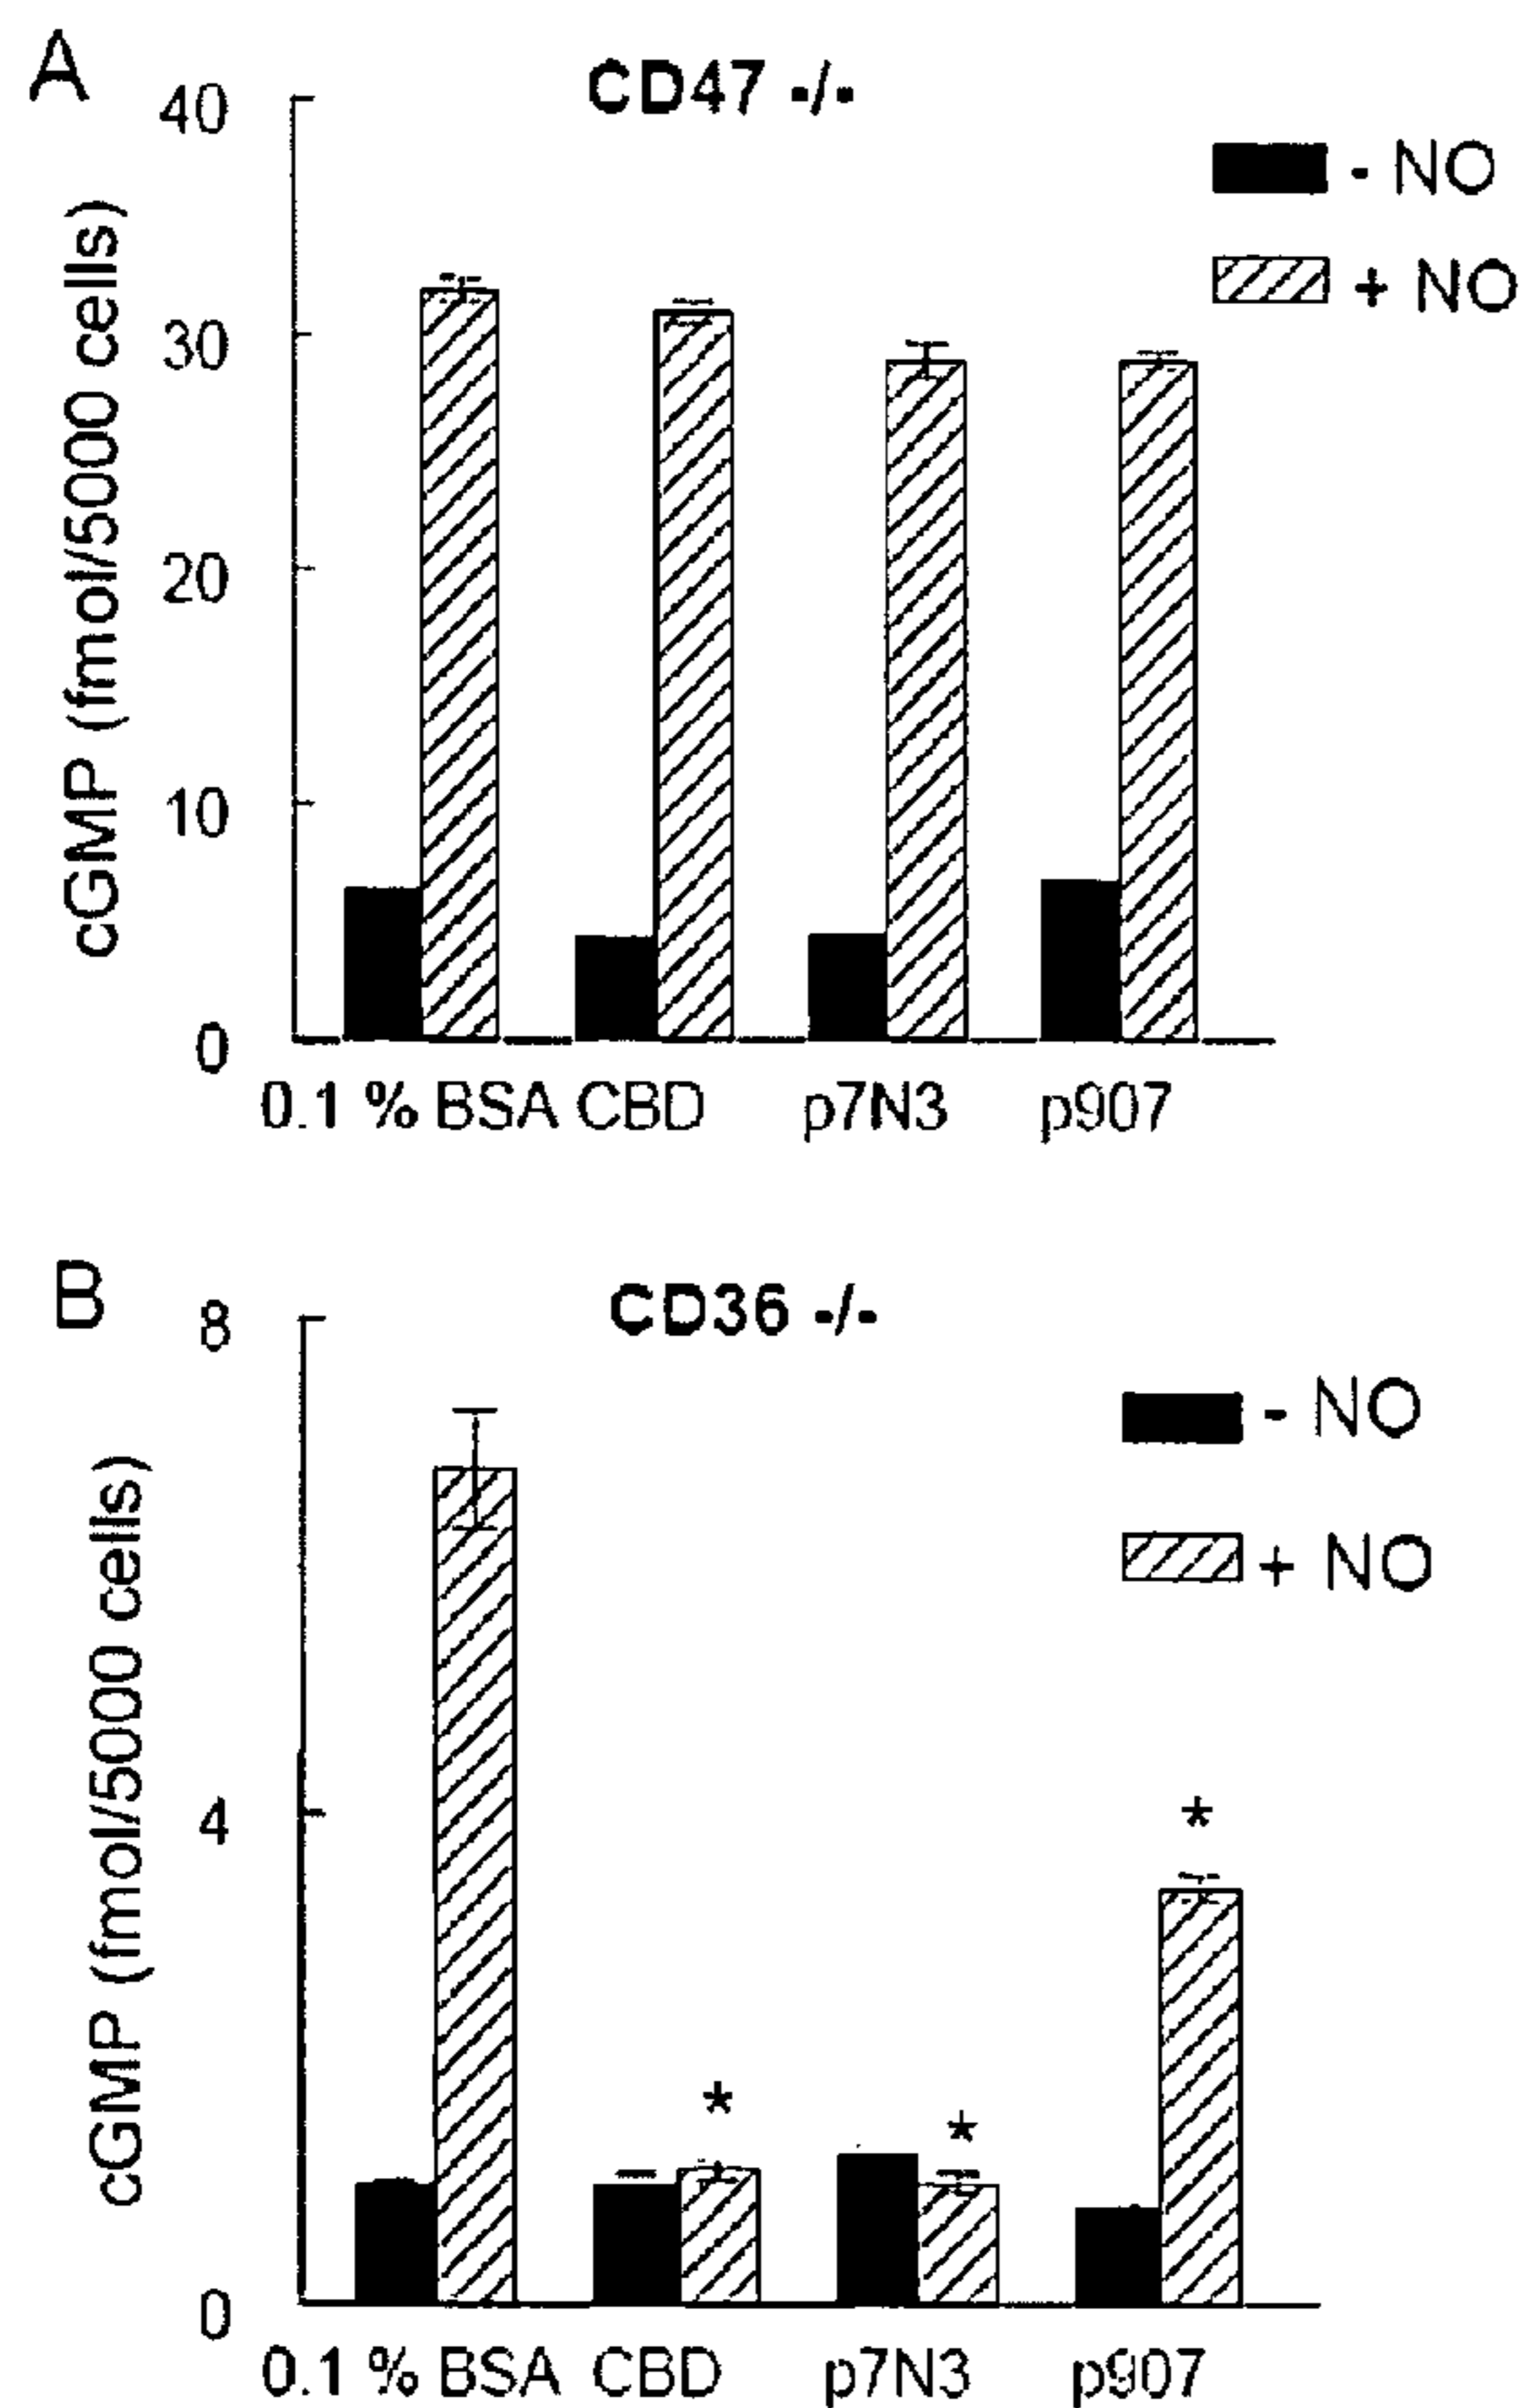 A
CD47 -/-
40
30
20
10
0
cGMP (fmol/5000 cells)
- NO
+ NO
0.1 % BSA CBD p7N3 p907
B
CD36 -/-
8
4
0
cGMP (fmol/5000 cells)
- NO
+ NO
*
*
*
0.1 % BSA CBD p7N3 p907